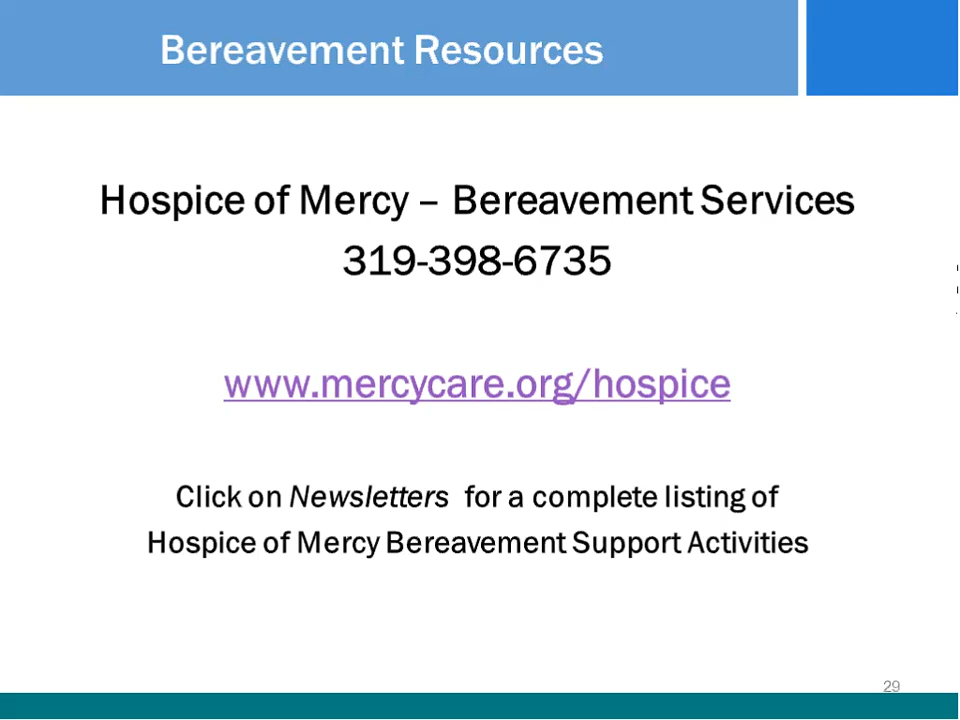 Bereavement Resources
Hospice of Mercy – Bereavement Services
319-398-6735
www.mercycare.org/hospice
Click on Newsletters for a complete listing of
Hospice of Mercy Bereavement Support Activities
29